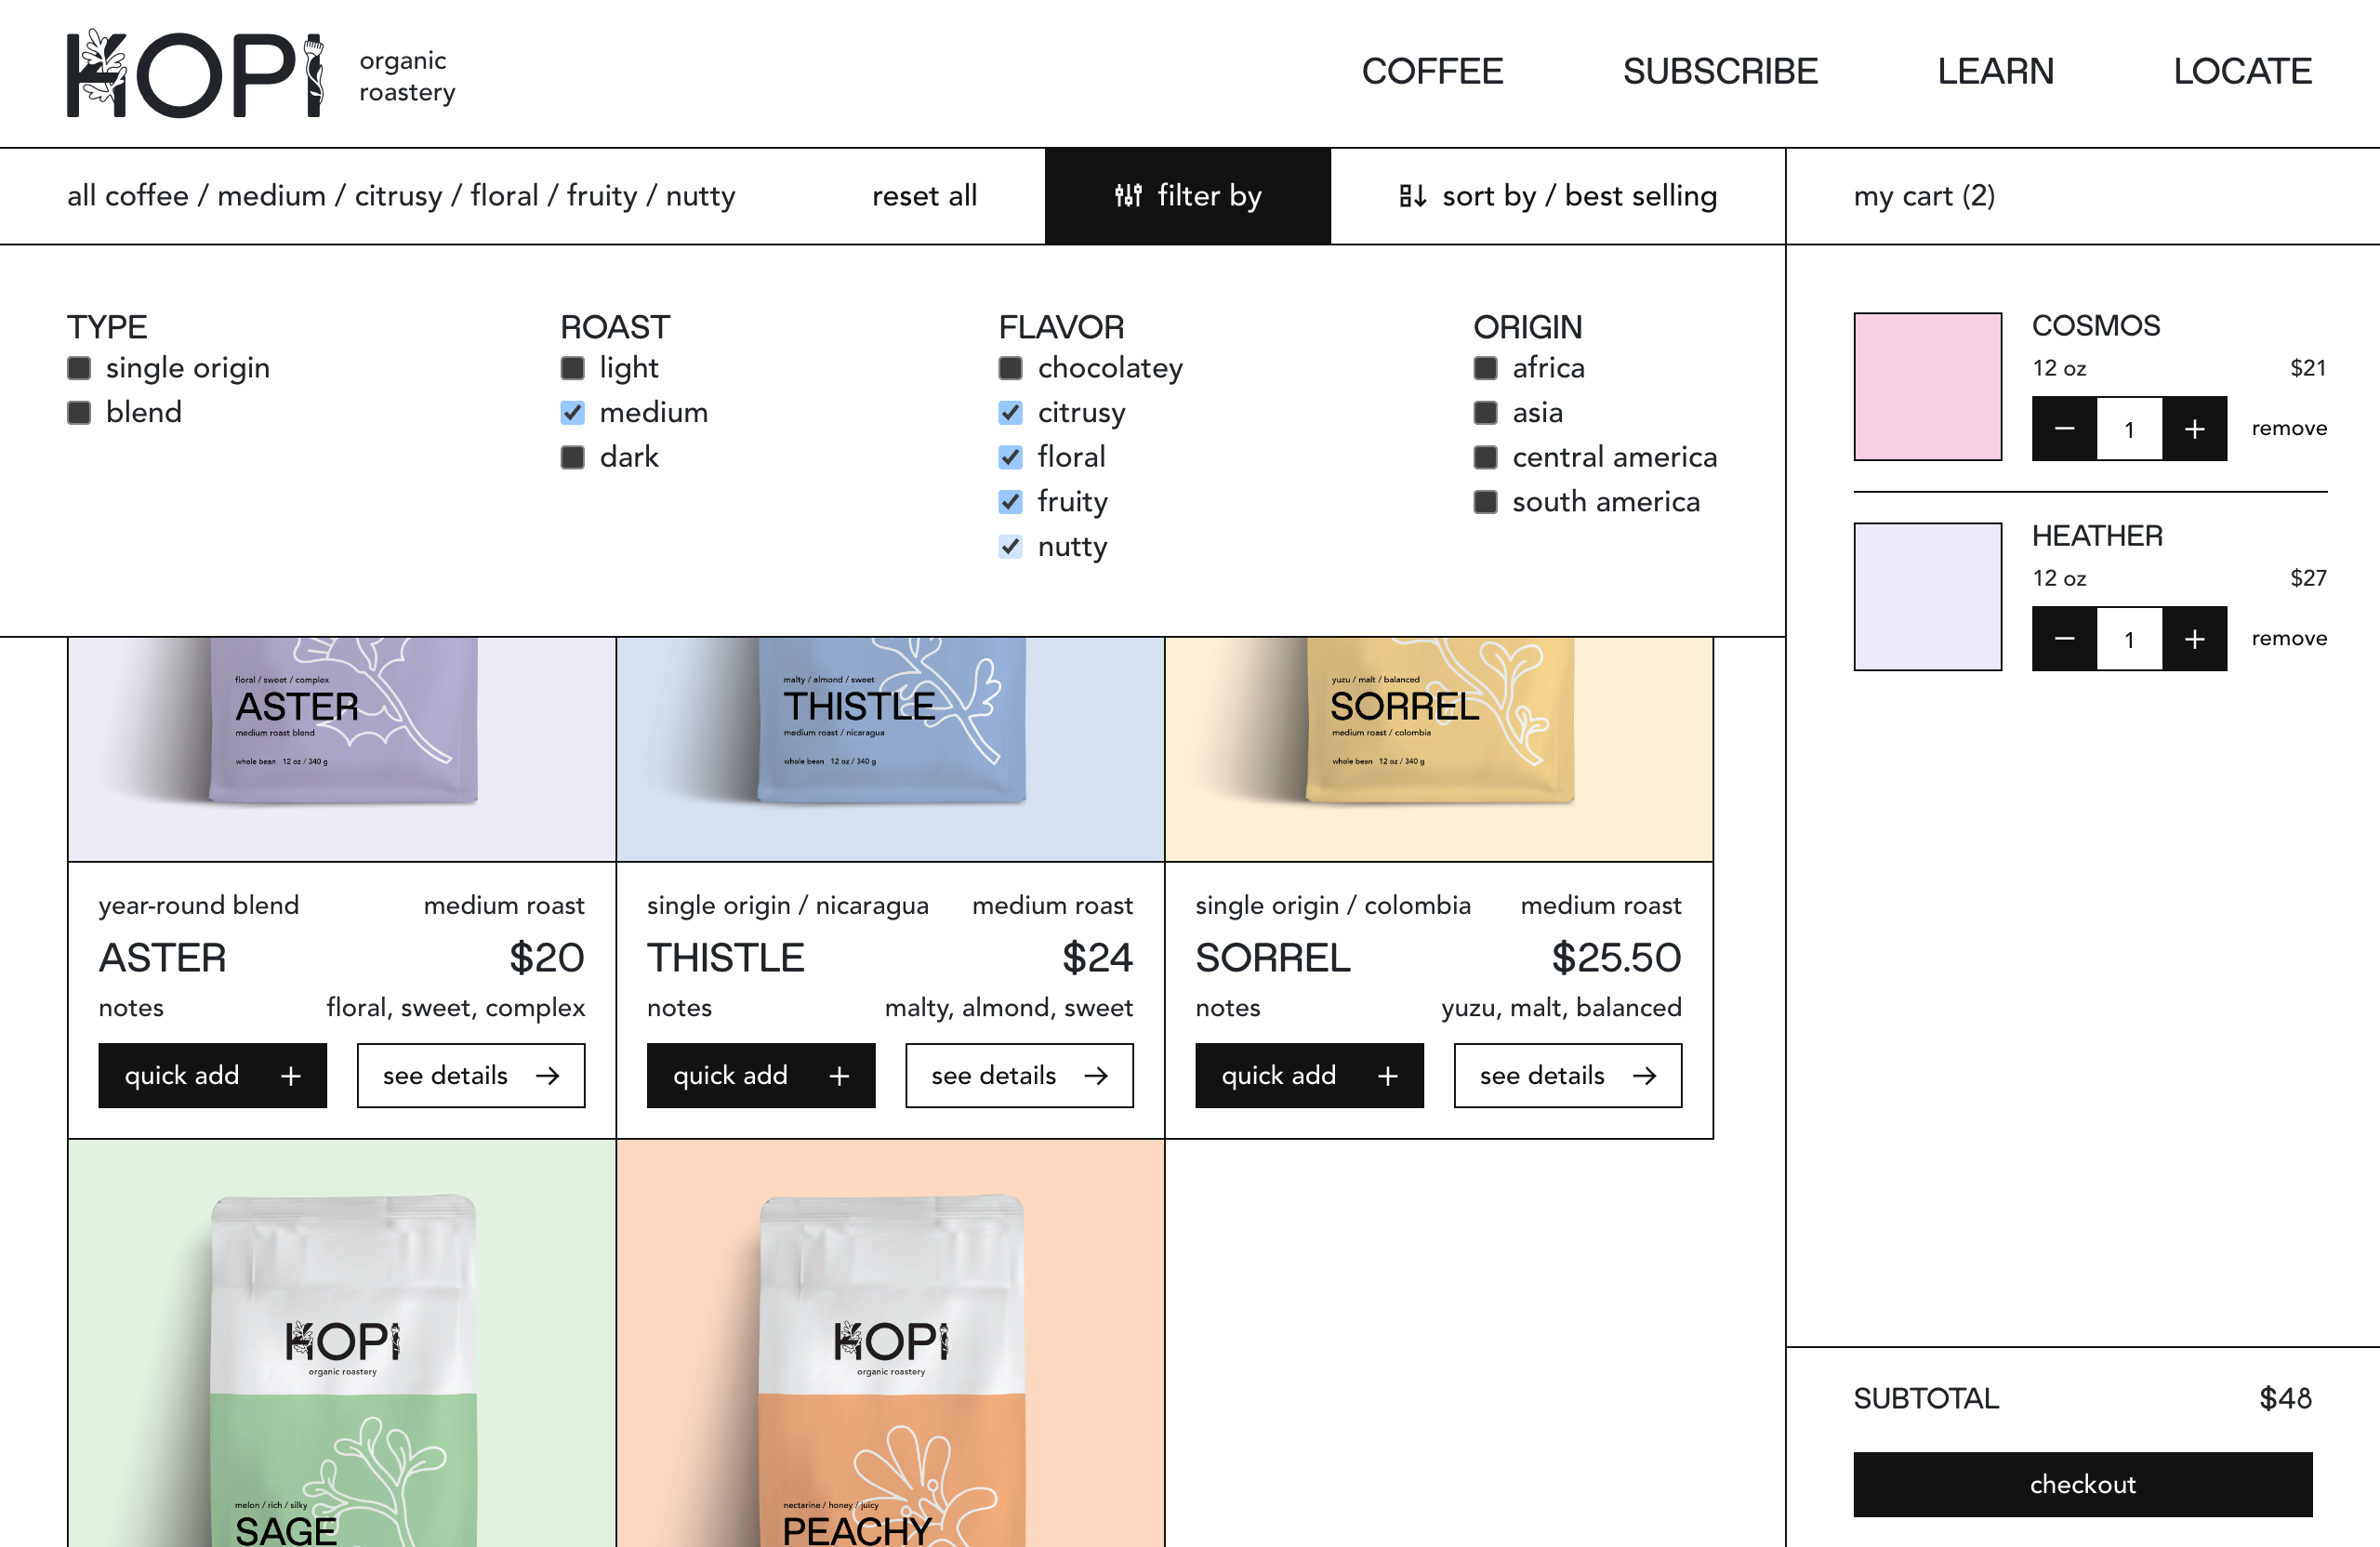 KOPI
organic
roastery
COFFEE SUBSCRIBE LEARN LOCATE
all coffee / medium / citrusy / floral / fruity / nutty reset all filter by sort by / best selling my cart (2)
TYPE
single origin
blend
ROAST
light
medium
dark
FLAVOR
chocolatey
citrusy
floral
fruity
nutty
ORIGIN
africa
asia
central america
south america
COSMOS
12 oz $21
1 remove
HEATHER
12 oz $27
1 remove
floral / sweet / complex
ASTER
medium roast blend
whole bean 12 oz / 340 g
malty / almond / sweet
THISTLE
medium roast / nicaragua
whole bean 12 oz / 340 g
yuzu / malt / balanced
SORREL
medium roast / colombia
whole bean 12 oz / 340 g
year-round blend medium roast
ASTER $20
notes floral, sweet, complex
quick add + see details →
single origin / nicaragua medium roast
THISTLE $24
notes malty, almond, sweet
quick add + see details →
single origin / colombia medium roast
SORREL $25.50
notes yuzu, malt, balanced
quick add + see details →
KOPI
organic roastery
melon / rich / silky
SAGE
KOPI
organic roastery
nectarine / honey / juicy
PEACHY
SUBTOTAL $48
checkout